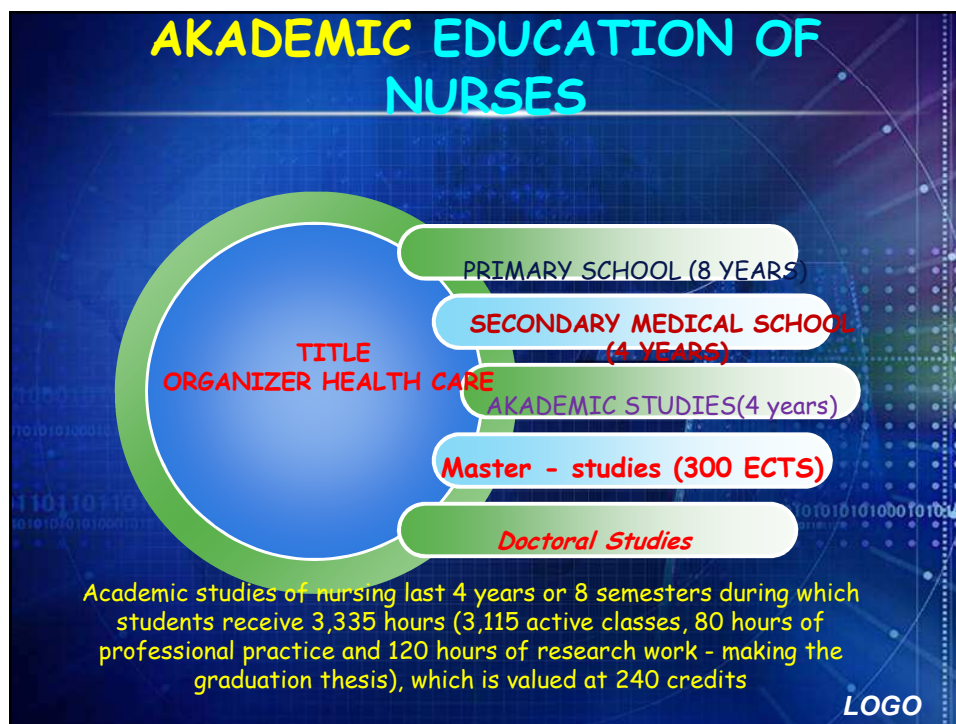 AKADEMIC EDUCATION OF
NURSES
PRIMARY SCHOOL (8 YEARS)
SECONDARY MEDICAL SCHOOL
(4 YEARS)
TITLE
ORGANIZER HEALTH CARE
AKADEMIC STUDIES(4 years)
Master - studies (300 ECTS)
Doctoral Studies
Academic studies of nursing last 4 years or 8 semesters during which
students receive 3,335 hours (3,115 active classes, 80 hours of
professional practice and 120 hours of research work - making the
graduation thesis), which is valued at 240 credits
LOGO